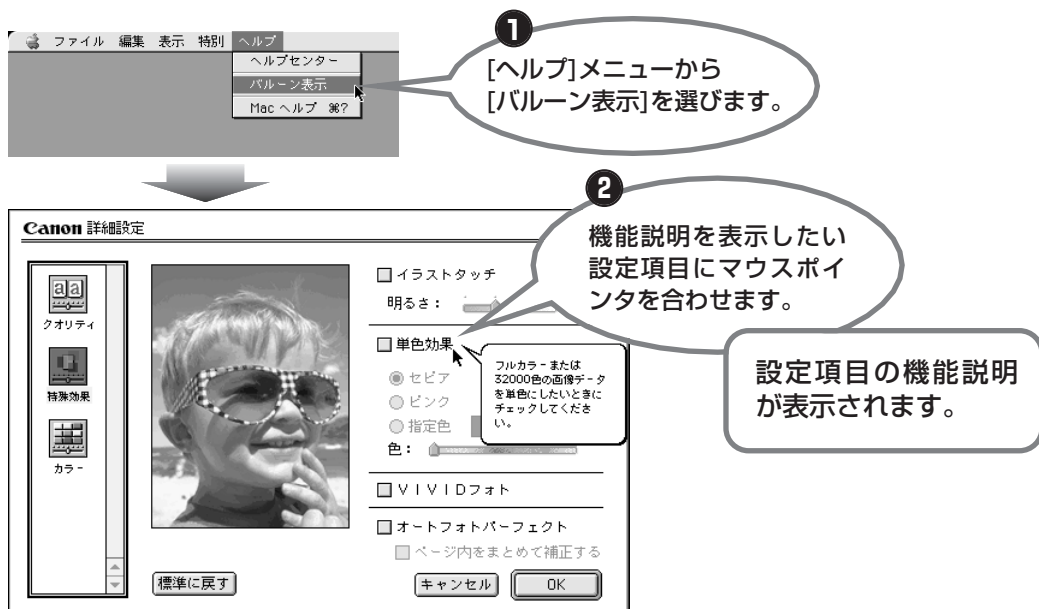 ファイル 編集 表示 特別 ヘルプ
ヘルプセンター
バルーン表示
Mac ヘルプ ⌘?
1
[ヘルプ]メニューから
[バルーン表示]を選びます。
2
機能説明を表示したい
設定項目にマウスポイ
ンタを合わせます。
Canon 詳細設定
クオリティ
特殊効果
カラー
イラストタッチ
明るさ:
単色効果
セピア
ピンク
指定色
色:
フルカラーまたは
32000色の画像データ
を単色にしたいときに
チェックしてくださ
い。
設定項目の機能説明
が表示されます。
VIVIDフォト
オートフォトパーフェクト
ページ内をまとめて補正する
標準に戻す
キャンセル
OK